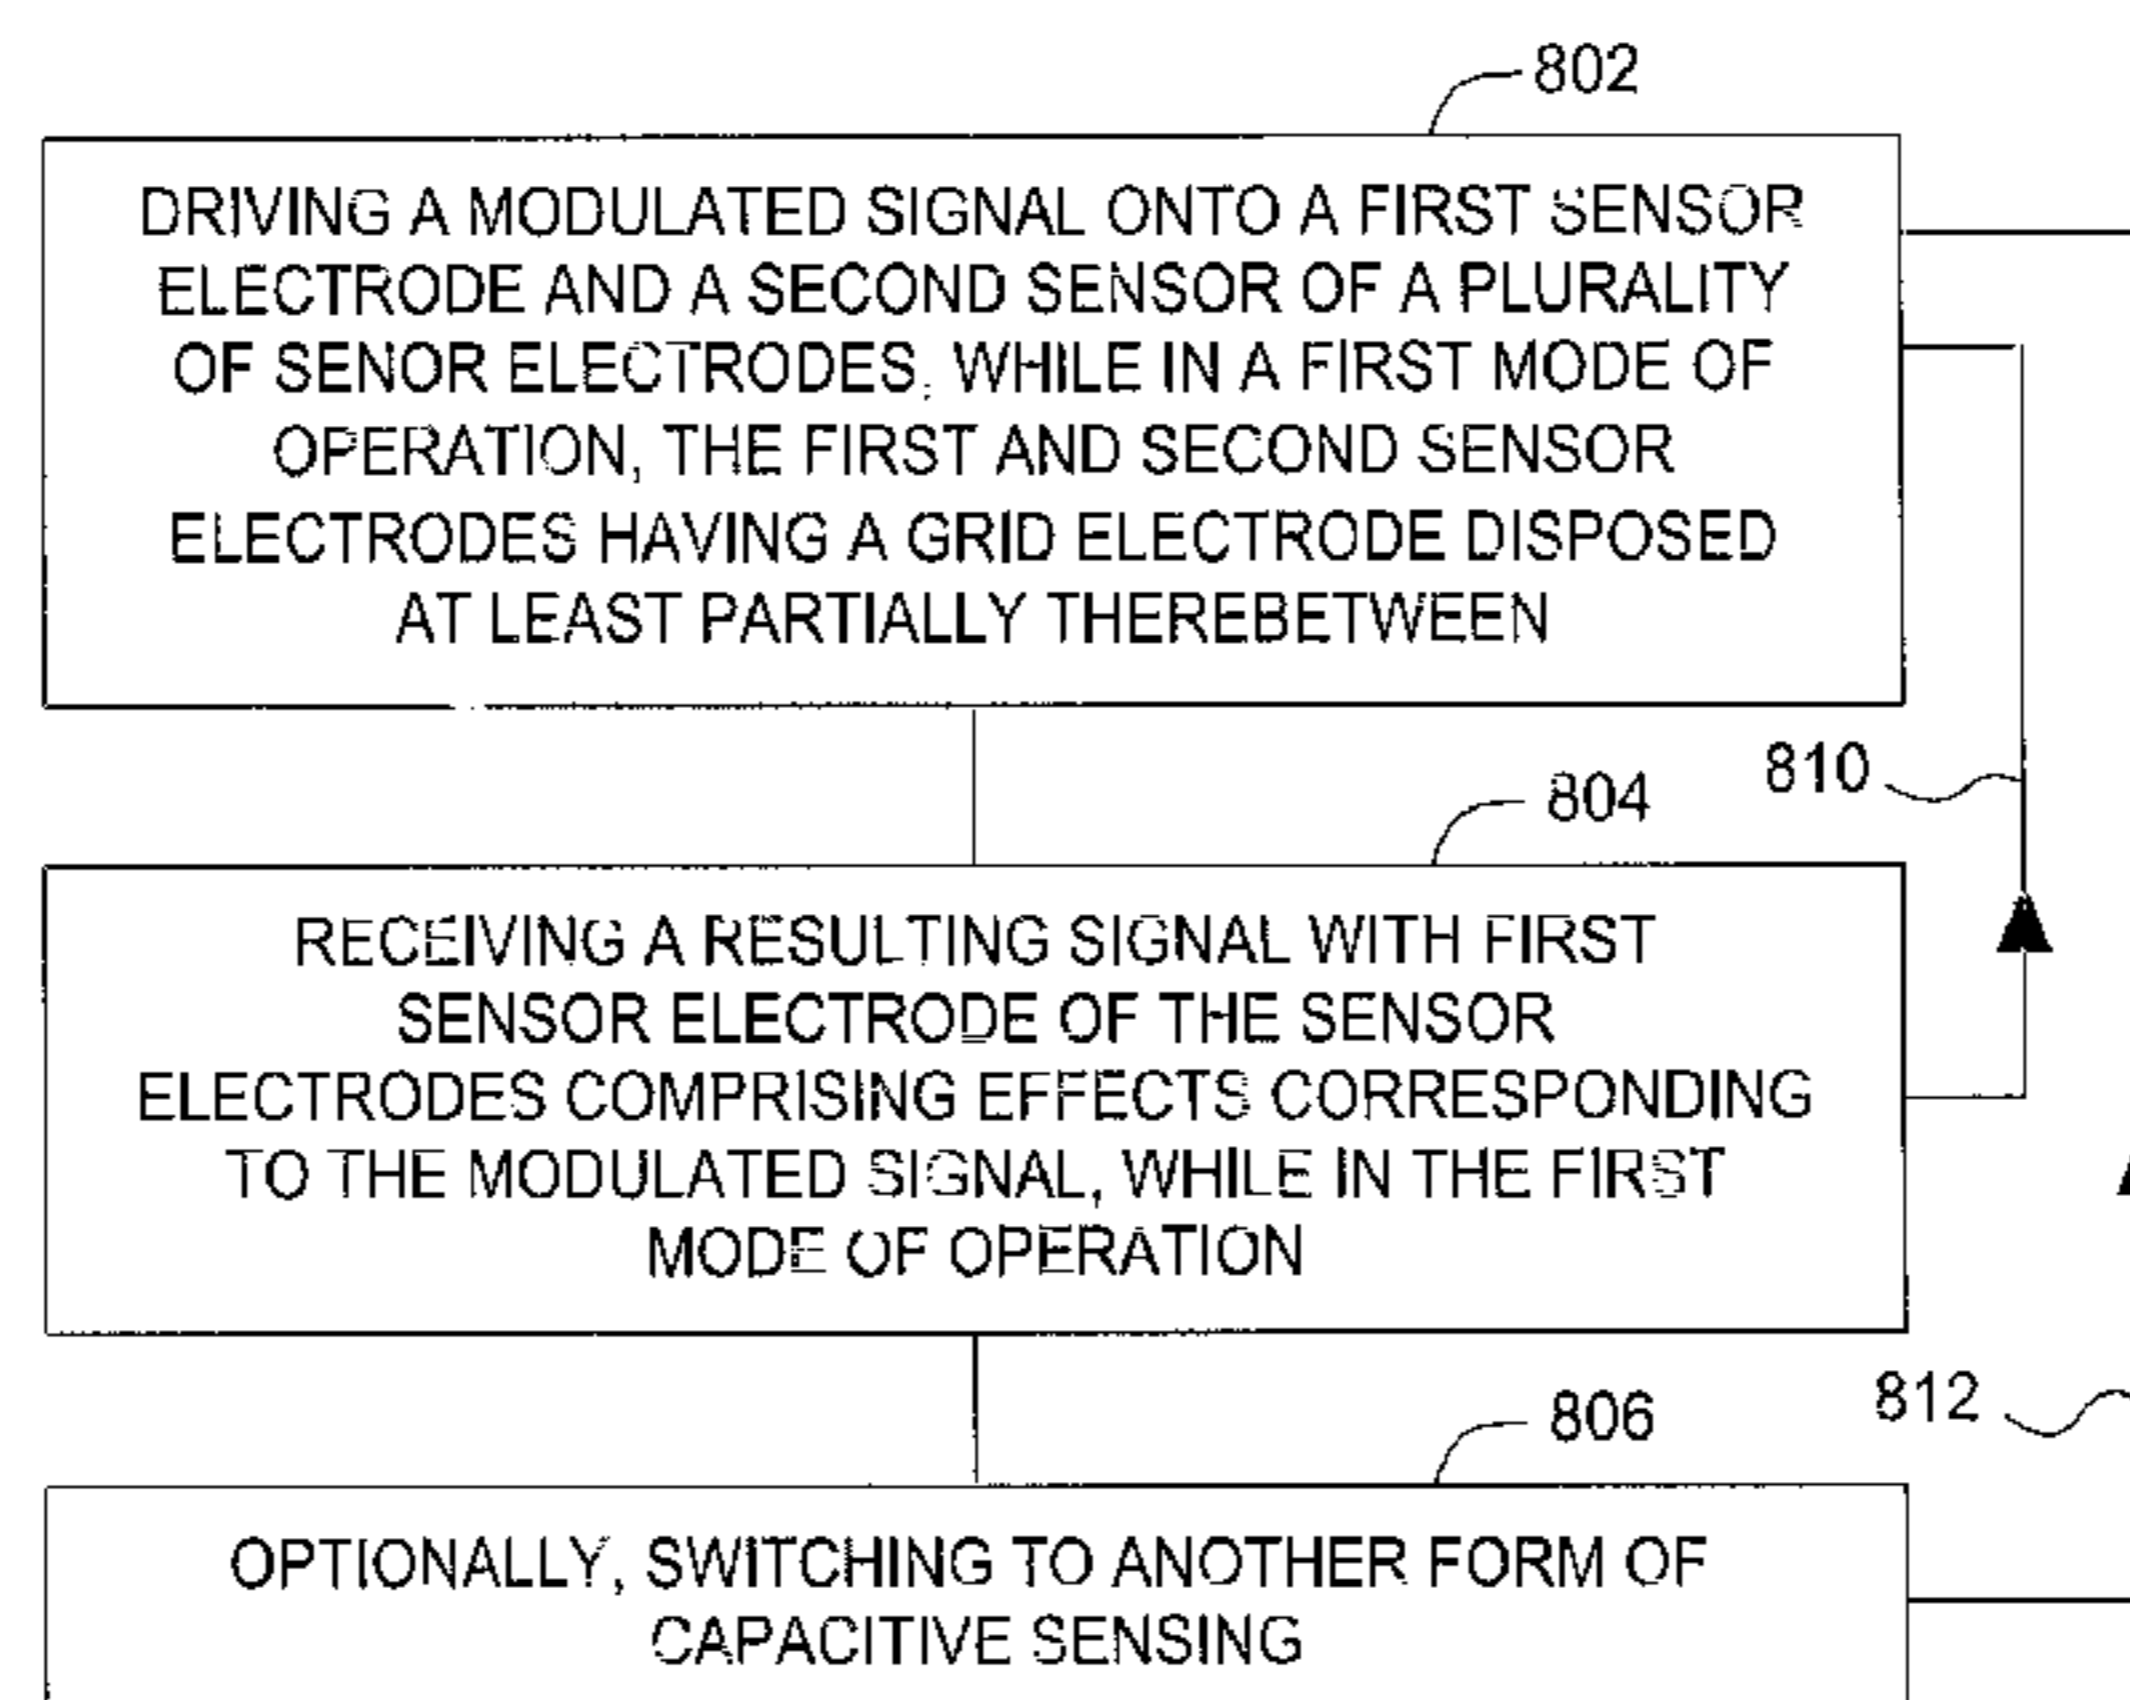 802
DRIVING A MODULATED SIGNAL ONTO A FIRST SENSOR
ELECTRODE AND A SECOND SENSOR OF A PLURALITY
OF SENOR ELECTRODES, WHILE IN A FIRST MODE OF
OPERATION, THE FIRST AND SECOND SENSOR
ELECTRODES HAVING A GRID ELECTRODE DISPOSED
AT LEAST PARTIALLY THEREBETWEEN
810
804
RECEIVING A RESULTING SIGNAL WITH FIRST
SENSOR ELECTRODE OF THE SENSOR
ELECTRODES COMPRISING EFFECTS CORRESPONDING
TO THE MODULATED SIGNAL, WHILE IN THE FIRST
MODE OF OPERATION
812
806
OPTIONALLY, SWITCHING TO ANOTHER FORM OF
CAPACITIVE SENSING